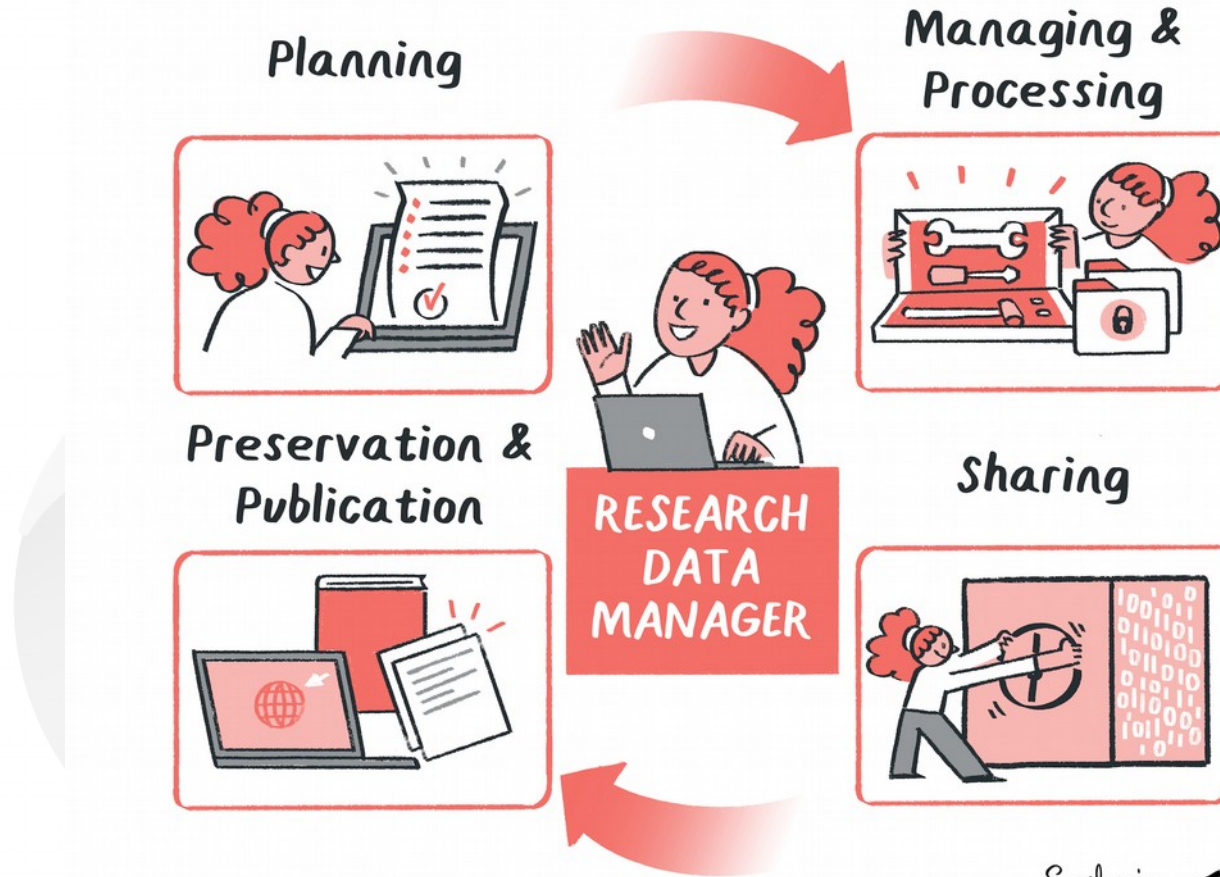 Planning
Managing &
Processing
Preservation &
Publication
RESEARCH
DATA
MANAGER
Sharing